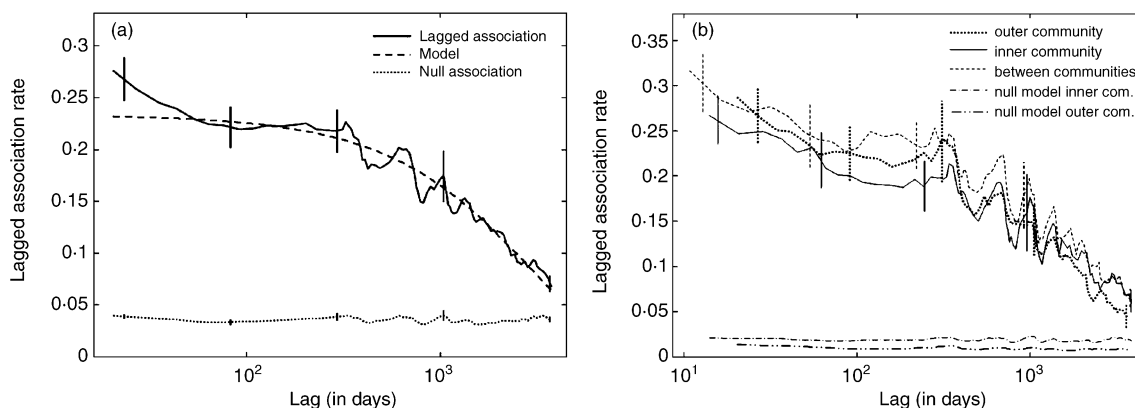 (a)
Lagged association
Model
Null association
0·3
0·25
0·2
0·15
0·1
0·05
0
10²
10³
Lag (in days)
Lagged association rate
(b)
outer community
inner community
between communities
null model inner com.
null model outer com.
0·35
0·3
0·25
0·2
0·15
0·1
0·05
0
10¹
10²
10³
Lag (in days)
Lagged association rate